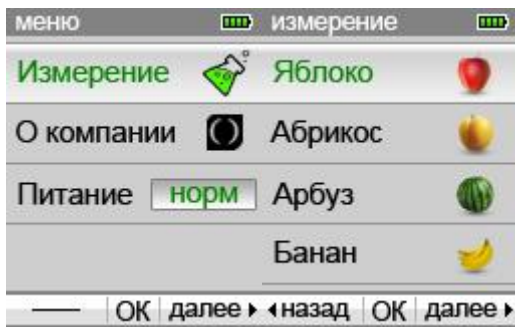 меню
Измерение
О компании
Питание норм
—— ОК далее
измерение
Яблоко
Абрикос
Арбуз
Банан
назад ОК далее